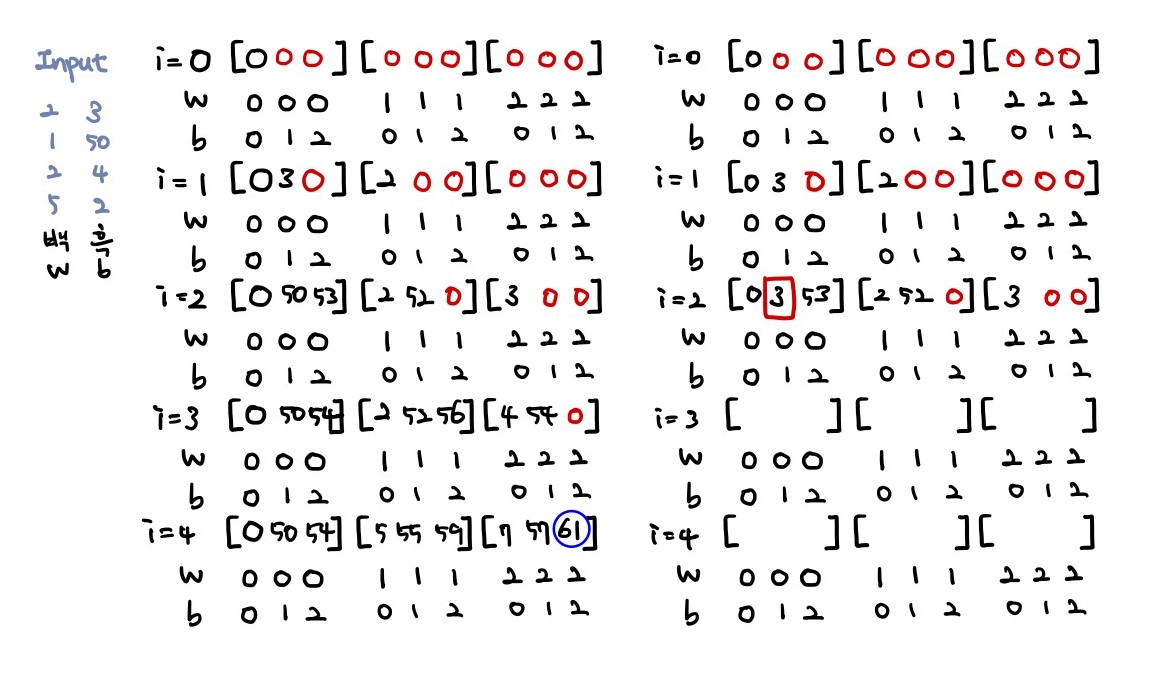 Input
2 3
1 50
2 4
5 2
백 흑
w b
i=0 [0 0 0] [0 0 0] [0 0 0]
w 0 0 0 1 1 1 2 2 2
b 0 1 2 0 1 2 0 1 2
i=1 [0 3 0] [2 0 0] [0 0 0]
w 0 0 0 1 1 1 2 2 2
b 0 1 2 0 1 2 0 1 2
i=2 [0 50 53] [2 52 0] [3 0 0]
w 0 0 0 1 1 1 2 2 2
b 0 1 2 0 1 2 0 1 2
i=3 [0 50 54] [2 52 56] [4 54 0]
w 0 0 0 1 1 1 2 2 2
b 0 1 2 0 1 2 0 1 2
i=4 [0 50 54] [5 55 59] [7 57 61]
w 0 0 0 1 1 1 2 2 2
b 0 1 2 0 1 2 0 1 2
i=0 [0 0 0] [0 0 0] [0 0 0]
w 0 0 0 1 1 1 2 2 2
b 0 1 2 0 1 2 0 1 2
i=1 [0 3 0] [2 0 0] [0 0 0]
w 0 0 0 1 1 1 2 2 2
b 0 1 2 0 1 2 0 1 2
i=2 [0 3 53] [2 52 0] [3 0 0]
w 0 0 0 1 1 1 2 2 2
b 0 1 2 0 1 2 0 1 2
i=3 [ ] [ ] [ ]
w 0 0 0 1 1 1 2 2 2
b 0 1 2 0 1 2 0 1 2
i=4 [ ] [ ] [ ]
w 0 0 0 1 1 1 2 2 2
b 0 1 2 0 1 2 0 1 2